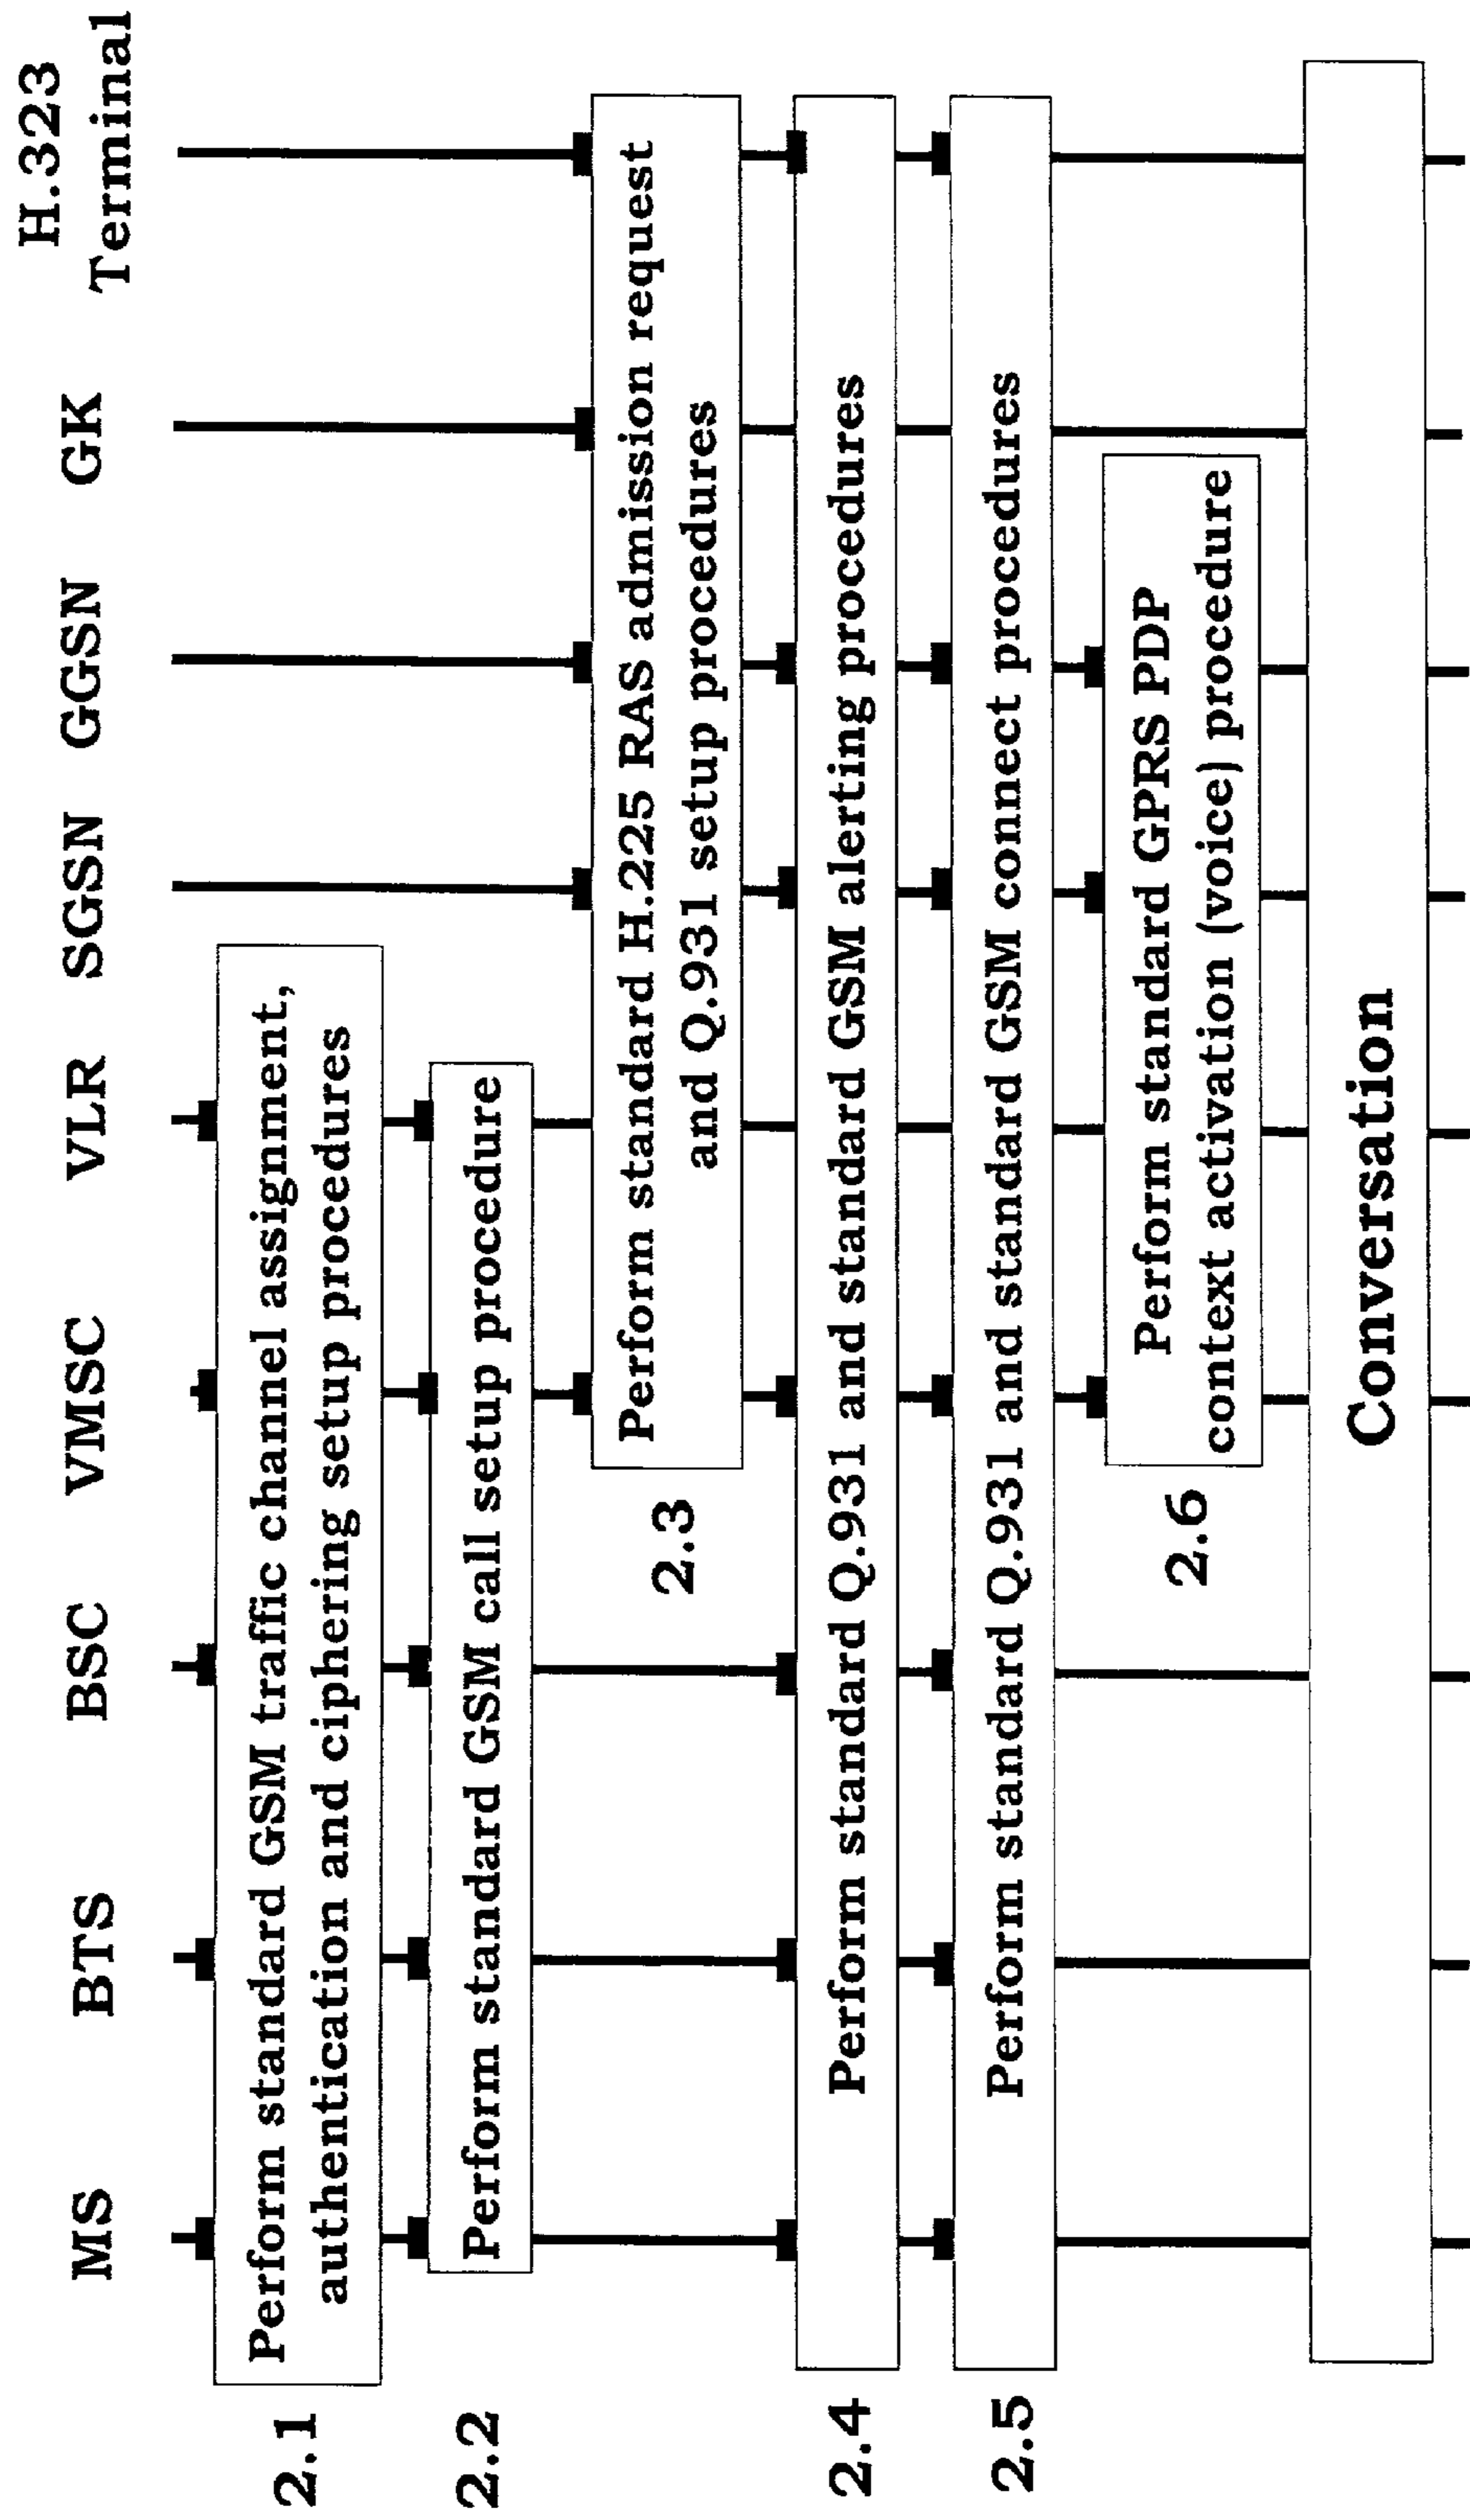 MS BTS BSC VMSC VLR SGSN GGSN GK H.323
Terminal
2.1 Perform standard GSM traffic channel assignment,
authentication and ciphering setup procedures
2.2 Perform standard GSM call setup procedure
2.3 Perform standard H.225 RAS admission request
and Q.931 setup procedures
2.4 Perform standard Q.931 and standard GSM alerting procedures
2.5 Perform standard Q.931 and standard GSM connect procedures
2.6 Perform standard GPRS PDP
context activation (voice) procedure
Conversation